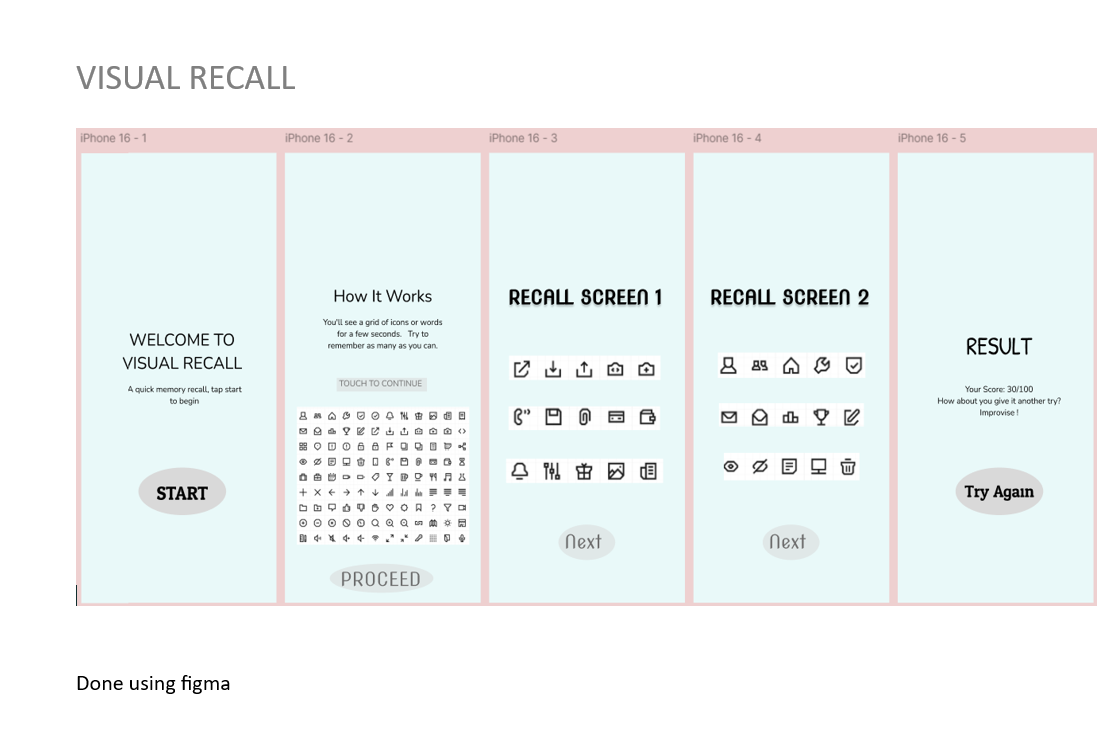 VISUAL RECALL
iPhone 16 - 1
iPhone 16 - 2
iPhone 16 - 3
iPhone 16 - 4
iPhone 16 - 5
WELCOME TO
VISUAL RECALL
A quick memory recall, tap start
to begin
START
How It Works
You'll see a grid of icons or words
for a few seconds. Try to
remember as many as you can.
TOUCH TO CONTINUE
PROCEED
RECALL SCREEN 1
Next
RECALL SCREEN 2
Next
RESULT
Your Score: 30/100
How about you give it another try?
Improvise !
Try Again
Done using figma